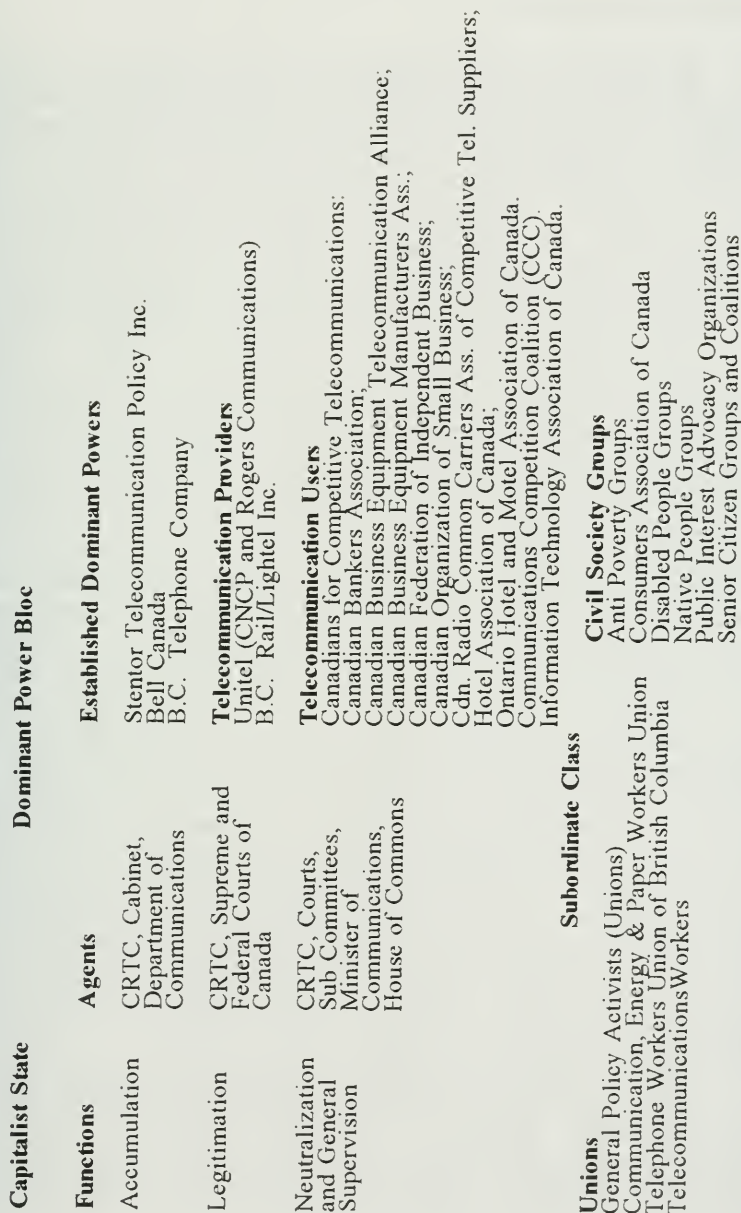 Capitalist State
Dominant Power Bloc
Functions
Agents
Established Dominant Powers
Accumulation
CRTC, Cabinet,
Department of
Communications
Stentor Telecommunication Policy Inc.
Bell Canada
B.C. Telephone Company
Legitimation
CRTC, Supreme and
Federal Courts of
Canada
Telecommunication Providers
Unitel (CNCP and Rogers Communications)
B.C. Rail/Lightel Inc.
Neutralization
and General
Supervision
CRTC, Courts,
Sub Committees,
Minister of
Communications,
House of Commons
Telecommunication Users
Canadians for Competitive Telecommunications:
Canadian Bankers Association;
Canadian Business Equipment Telecommunication Alliance;
Canadian Business Equipment Manufacturers Ass.;
Canadian Federation of Independent Business;
Canadian Organization of Small Business;
Cdn. Radio Common Carriers Ass. of Competitive Tel. Suppliers;
Hotel Association of Canada;
Ontario Hotel and Motel Association of Canada.
Communications Competition Coalition (CCC).
Information Technology Association of Canada.
Subordinate Class
Unions
General Policy Activists (Unions)
Communication, Energy & Paper Workers Union
Telephone Workers Union of British Columbia
TelecommunicationsWorkers
Civil Society Groups
Anti Poverty Groups
Consumers Association of Canada
Disabled People Groups
Native People Groups
Public Interest Advocacy Organizations
Senior Citizen Groups and Coalitions